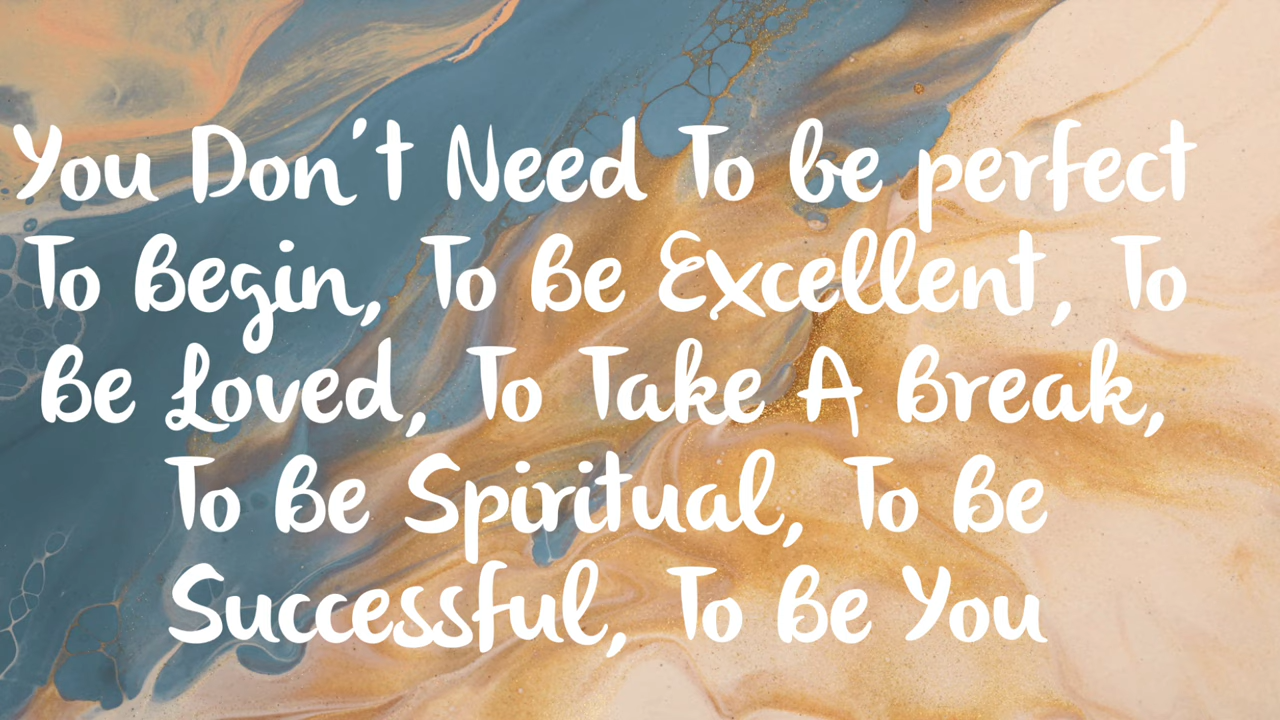 You Don't Need To be perfect
To Begin, To Be Excellent, To
Be Loved, To Take A Break,
To Be Spiritual, To Be
Successful, To Be You